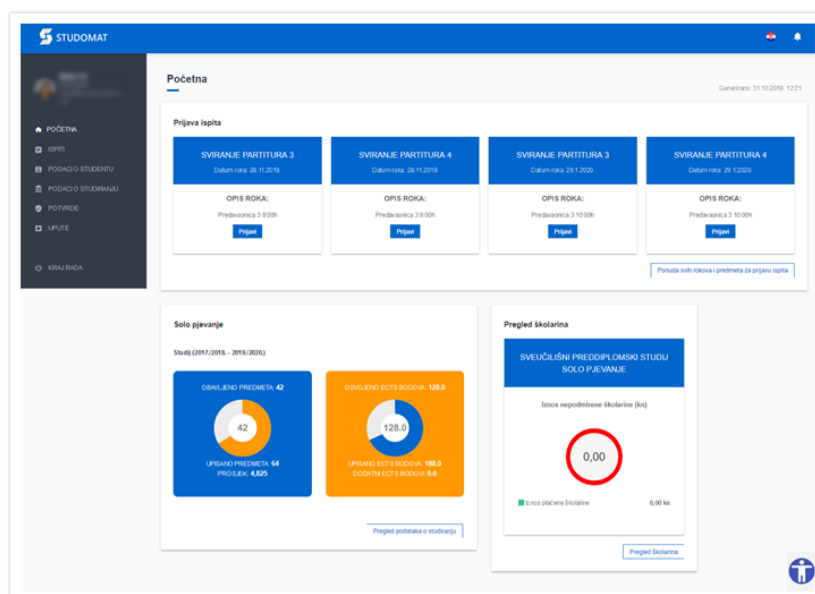 STUDOMAT
Početna
Generirano: 31.10.2019. 12:21
POČETNA
ISPITI
PODACI O STUDENTU
PODACI O STUDIRANJU
POTVRDE
UPUTE
KRAJ RADA
Prijava ispita
SVIRANJE PARTITURA 3
Datum roka: 28.11.2019.
OPIS ROKA:
Predavaonica 3 9:00h
Prijavi
SVIRANJE PARTITURA 4
Datum roka: 28.11.2019.
OPIS ROKA:
Predavaonica 3 9:00h
Prijavi
SVIRANJE PARTITURA 3
Datum roka: 29.1.2020.
OPIS ROKA:
Predavaonica 3 10:00h
Prijavi
SVIRANJE PARTITURA 4
Datum roka: 29.1.2020.
OPIS ROKA:
Predavaonica 3 10:00h
Prijavi
Ponuda svih rokova i predmeta za prijavu ispita
Solo pjevanje
Studij (2017./2018. - 2019./2020.)
OBAVLJENO PREDMETA: 42
42
UPISANO PREDMETA: 64
PROSJEK: 4,825
OSVOJENO ECTS BODOVA: 128.0
128.0
UPISANO ECTS BODOVA: 180.0
DODATNI ECTS BODOVI: 0.0
Pregled podataka o studiranju
Pregled školarina
SVEUČILIŠNI PREDDIPLOMSKI STUDIJ
SOLO PJEVANJE
Iznos nepodmirene školarine (kn)
0,00
Iznos plaćene školarine
0,00 kn
Pregled školarina